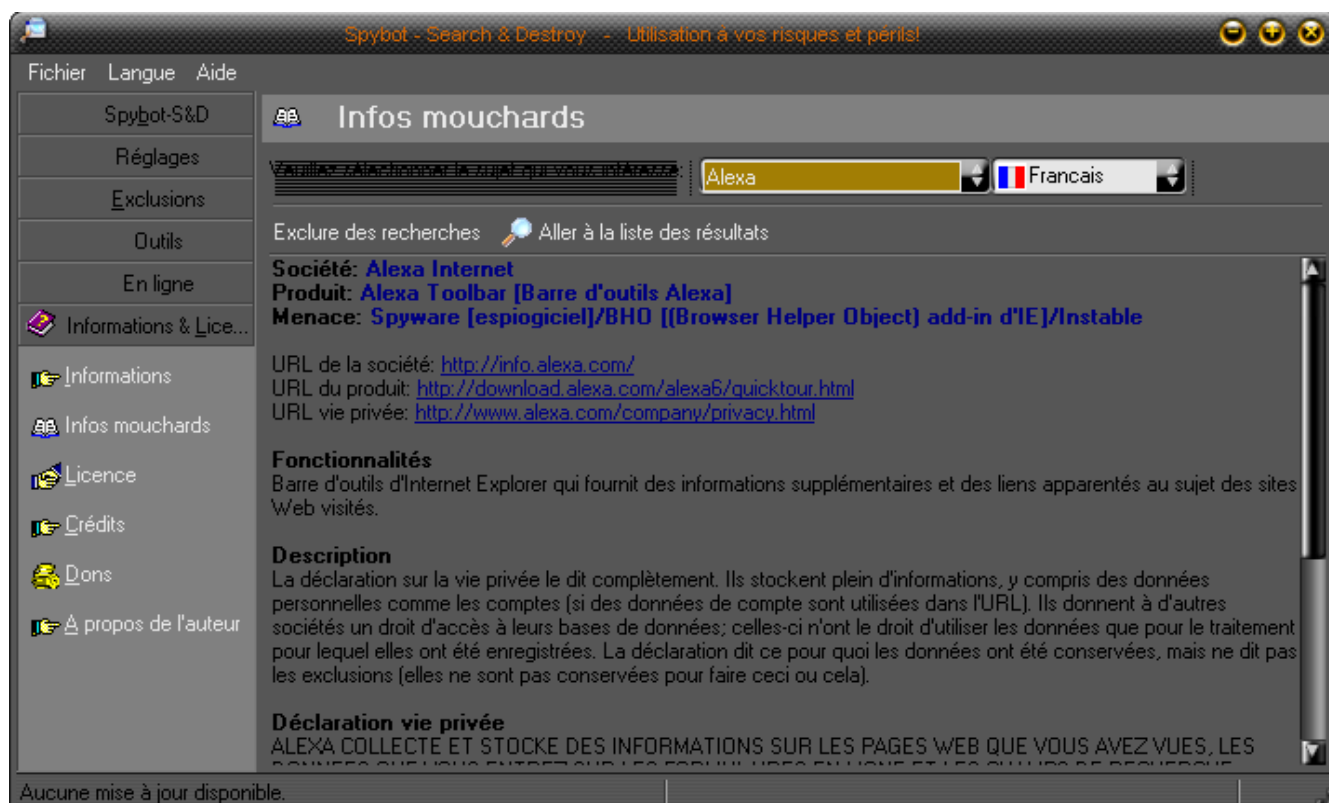 Spybot - Search & Destroy - Utilisation à vos risques et périls!
Fichier Langue Aide
Spybot-S&D
Réglages
Exclusions
Outils
En ligne
Informations & Lice...
Informations
Infos mouchards
Licence
Crédits
Dons
A propos de l'auteur
Infos mouchards
Veuillez sélectionner le sujet qui vous intéresse:
Alexa
Francais
Exclure des recherches
Aller à la liste des résultats
Société: Alexa Internet
Produit: Alexa Toolbar [Barre d'outils Alexa]
Menace: Spyware [espiogiciel]/BHO [(Browser Helper Object) add-in d'IE]/Instable
URL de la société: http://info.alexa.com/
URL du produit: http://download.alexa.com/alexa6/quicktour.html
URL vie privée: http://www.alexa.com/company/privacy.html
Fonctionnalités
Barre d'outils d'Internet Explorer qui fournit des informations supplémentaires et des liens apparentés au sujet des sites
Web visités.
Description
La déclaration sur la vie privée le dit complètement. Ils stockent plein d'informations, y compris des données
personnelles comme les comptes (si des données de compte sont utilisées dans l'URL). Ils donnent à d'autres
sociétés un droit d'accès à leurs bases de données; celles-ci n'ont le droit d'utiliser les données que pour le traitement
pour lequel elles ont été enregistrées. La déclaration dit ce pour quoi les données ont été conservées, mais ne dit pas
les exclusions (elles ne sont pas conservées pour faire ceci ou cela).
Déclaration vie privée
ALEXA COLLECTE ET STOCKE DES INFORMATIONS SUR LES PAGES WEB QUE VOUS AVEZ VUES, LES
Aucune mise à jour disponible.